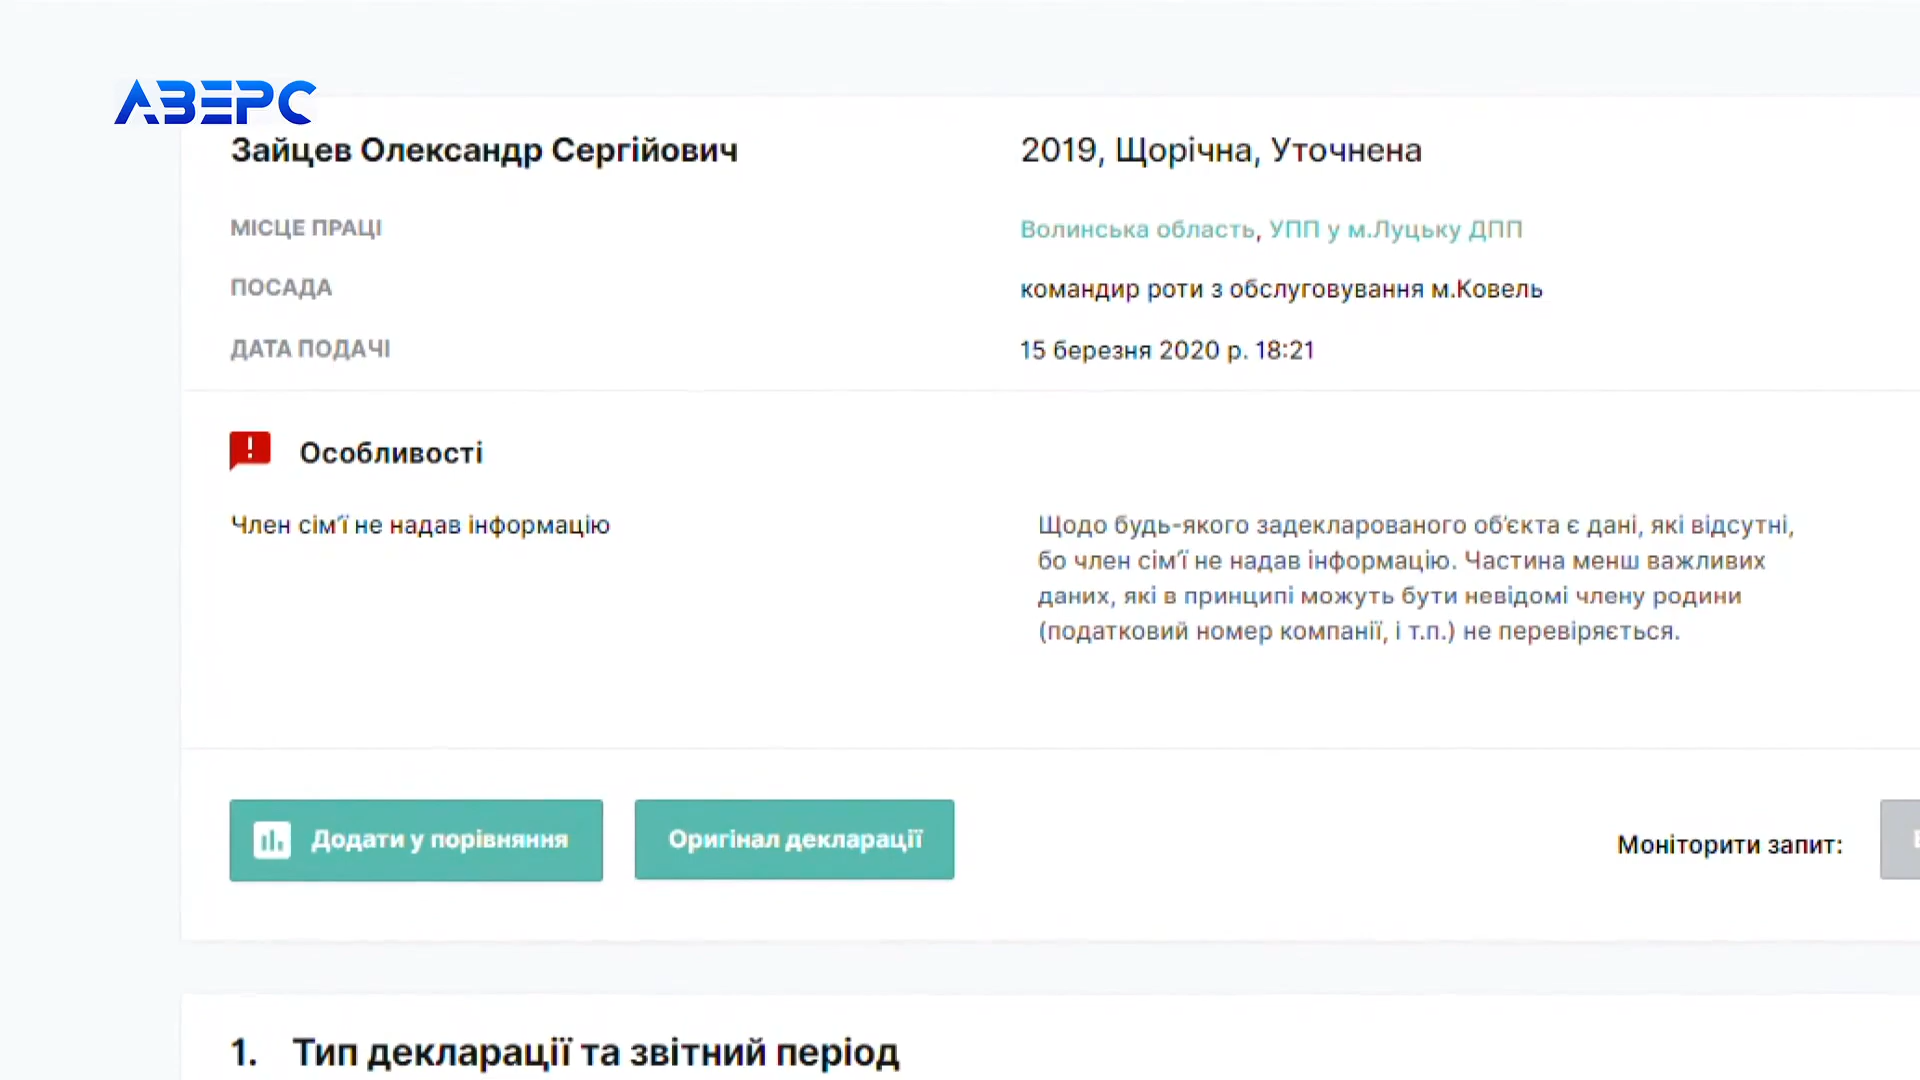 АВЕРС
Зайцев Олександр Сергійович
2019, Щорічна, Уточнена
МІСЦЕ ПРАЦІ
Волинська область, УПП у м.Луцьку ДПП
ПОСАДА
командир роти з обслуговування м.Ковель
ДАТА ПОДАЧІ
15 березня 2020 р. 18:21
Особливості
Член сім’ї не надав інформацію
Щодо будь-якого задекларованого об’єкта є дані, які відсутні,
бо член сім’ї не надав інформацію. Частина менш важливих
даних, які в принципі можуть бути невідомі члену родини
(податковий номер компанії, і т.п.) не перевіряється.
Додати у порівняння
Оригінал декларації
Моніторити запит:
1. Тип декларації та звітний період